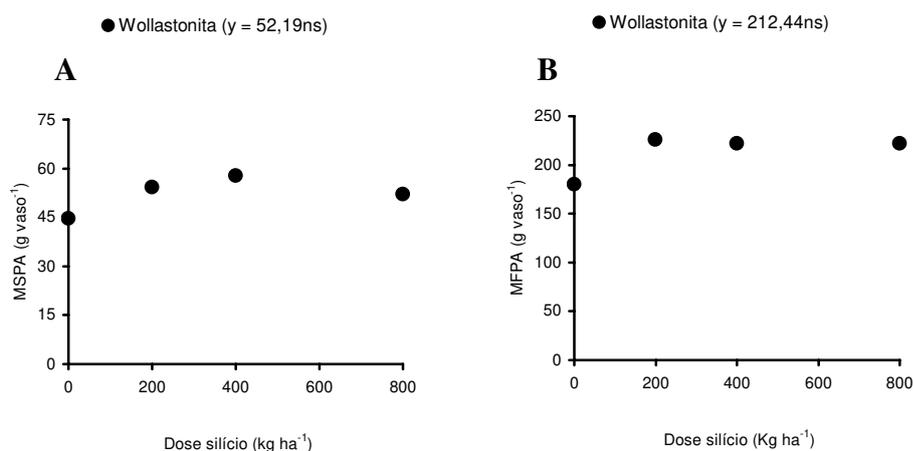 ● Wollastonita (y = 52,19ns)
A
75
60
45
30
15
0
MSPA (g vaso⁻¹)
0 200 400 600 800
Dose silício (kg ha⁻¹)
● Wollastonita (y = 212,44ns)
B
250
200
150
100
50
0
MFPA (g vaso⁻¹)
0 200 400 600 800
Dose silício (Kg ha⁻¹)